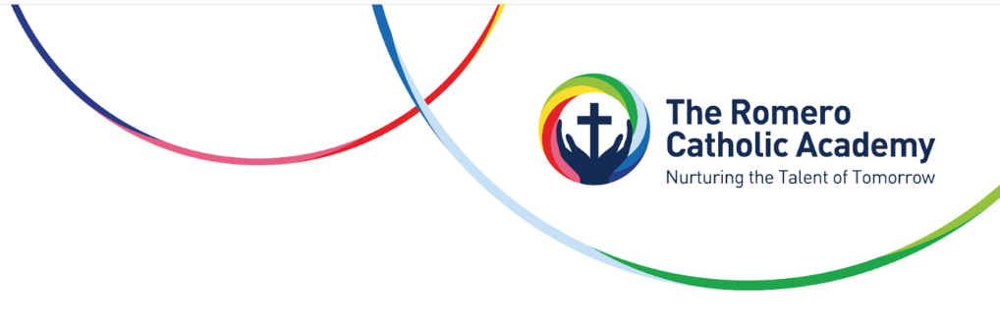 The Romero
Catholic Academy
Nurturing the Talent of Tomorrow